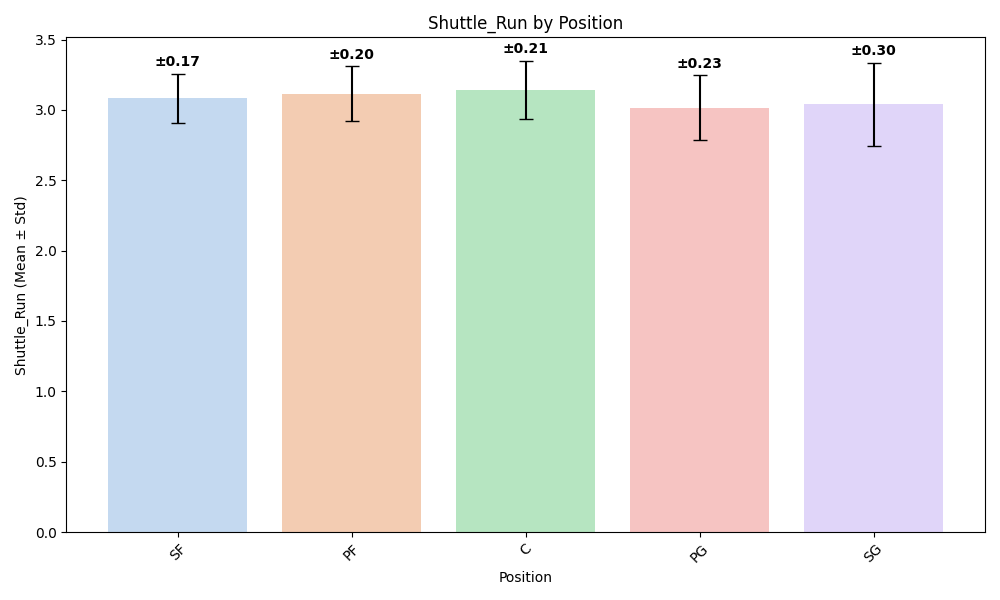 Shuttle_Run by Position
Shuttle_Run (Mean ± Std)
3.5
3.0
2.5
2.0
1.5
1.0
0.5
0.0
±0.17
±0.20
±0.21
±0.23
±0.30
SF
PF
C
PG
SG
Position